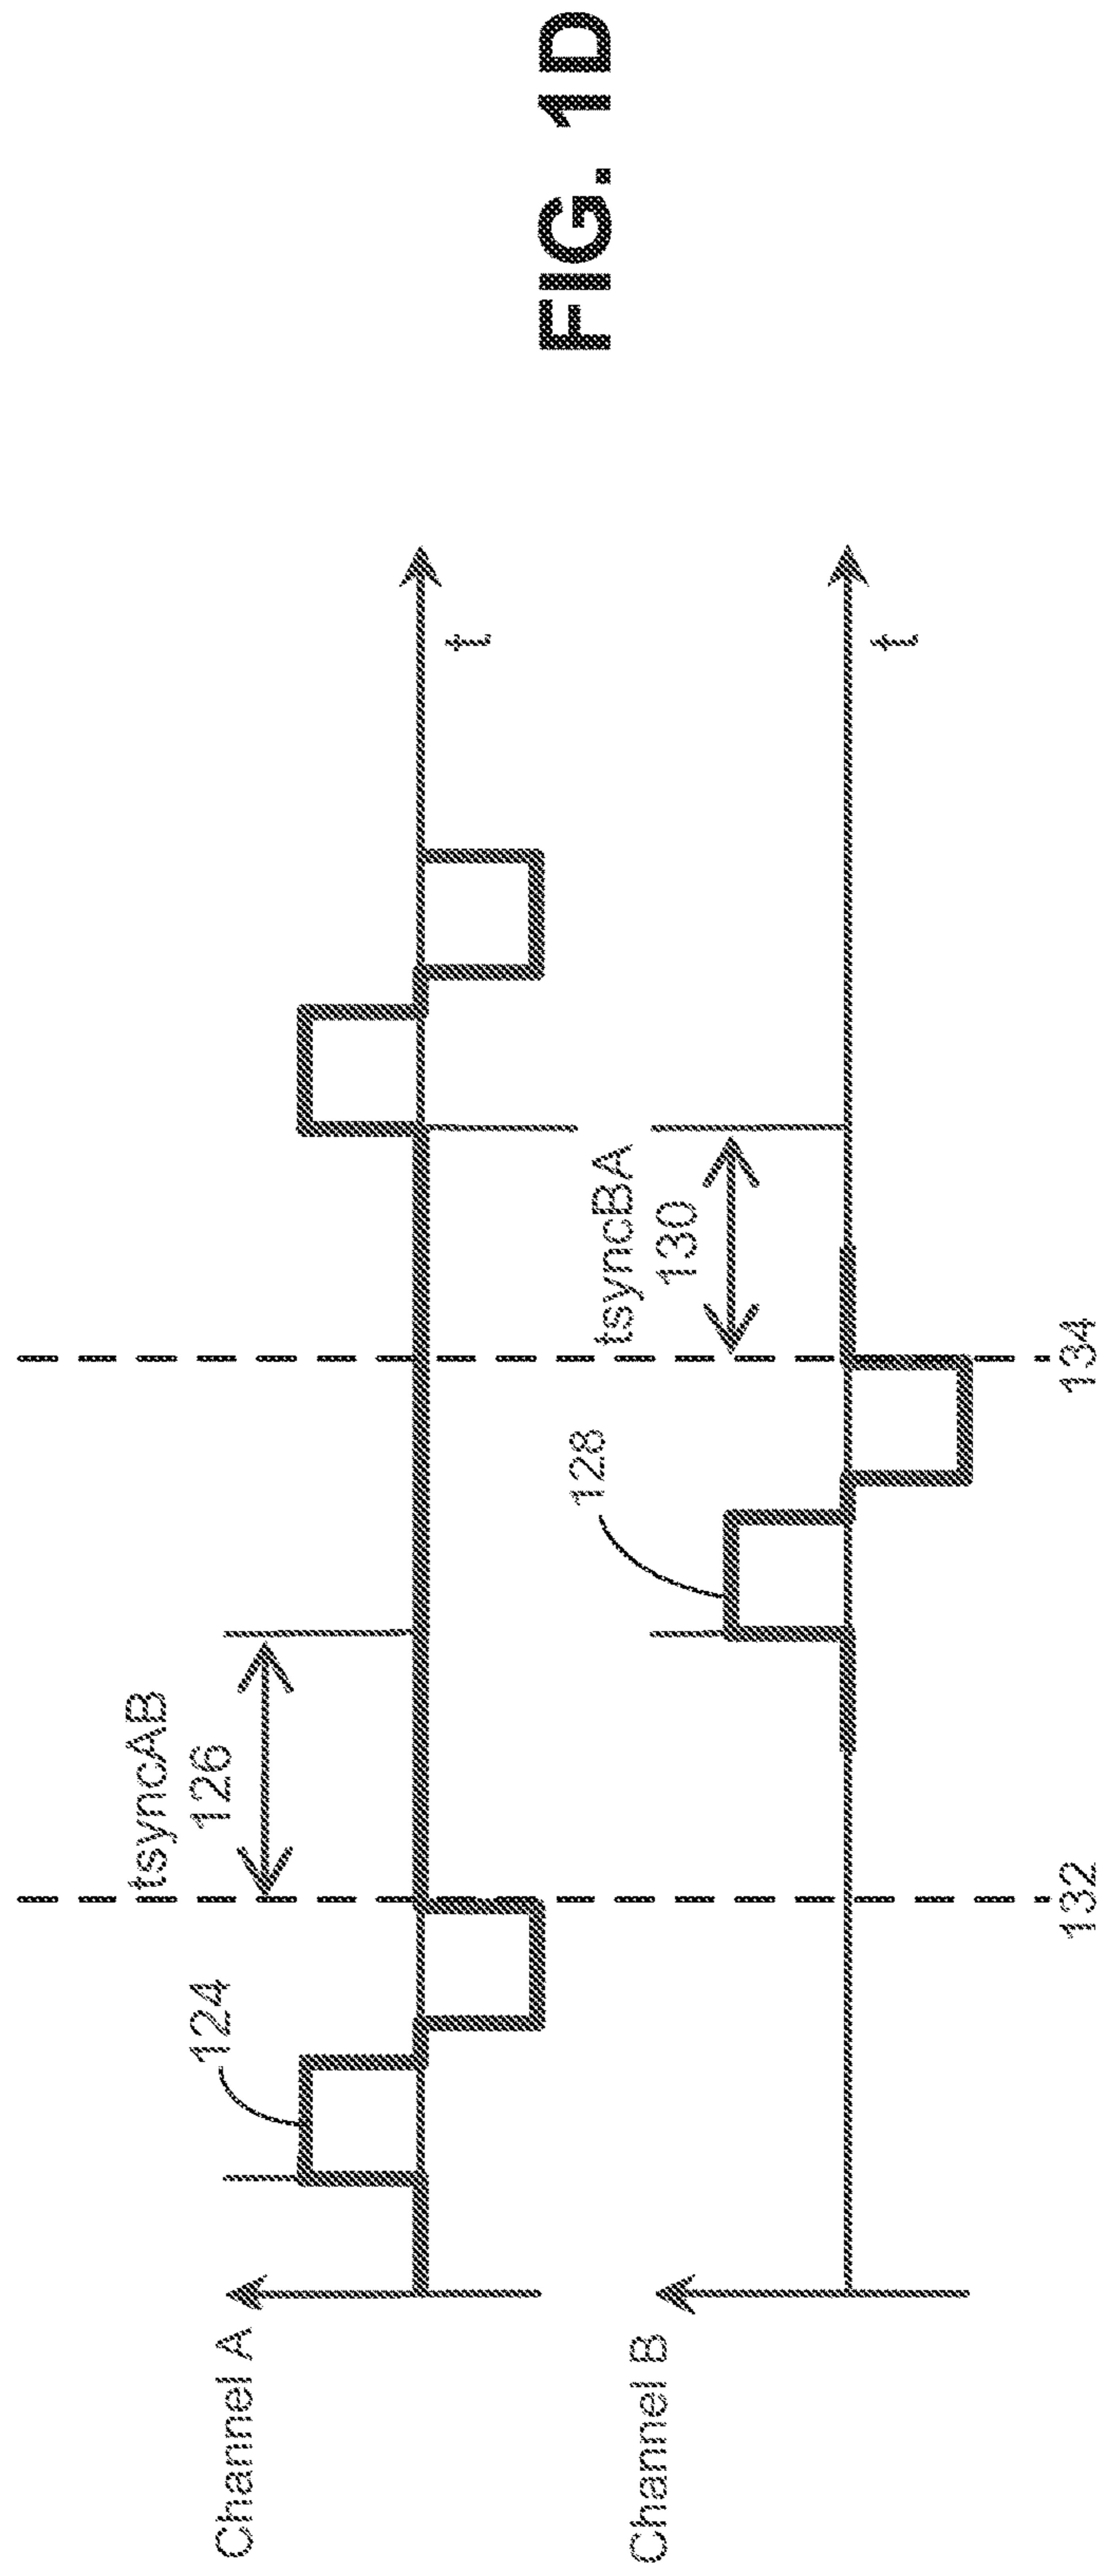 Channel A
124
tsyncAB
126
t
Channel B
128
tsyncBA
130
t
132
134
FIG. 1D